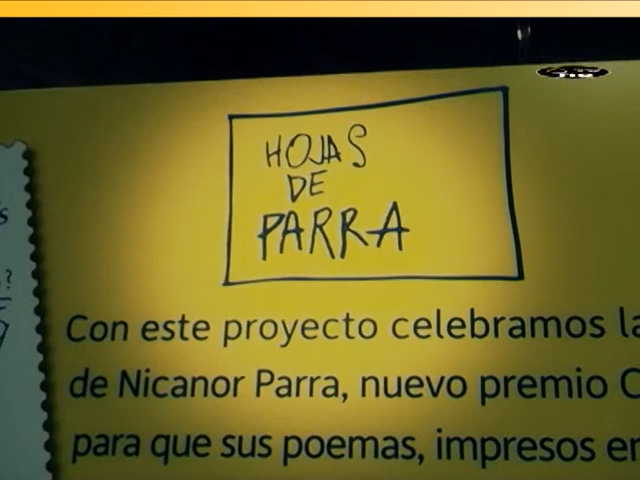 HOJAS
DE
PARRA
Con este proyecto celebramos la
de Nicanor Parra, nuevo premio
para que sus poemas, impresos en